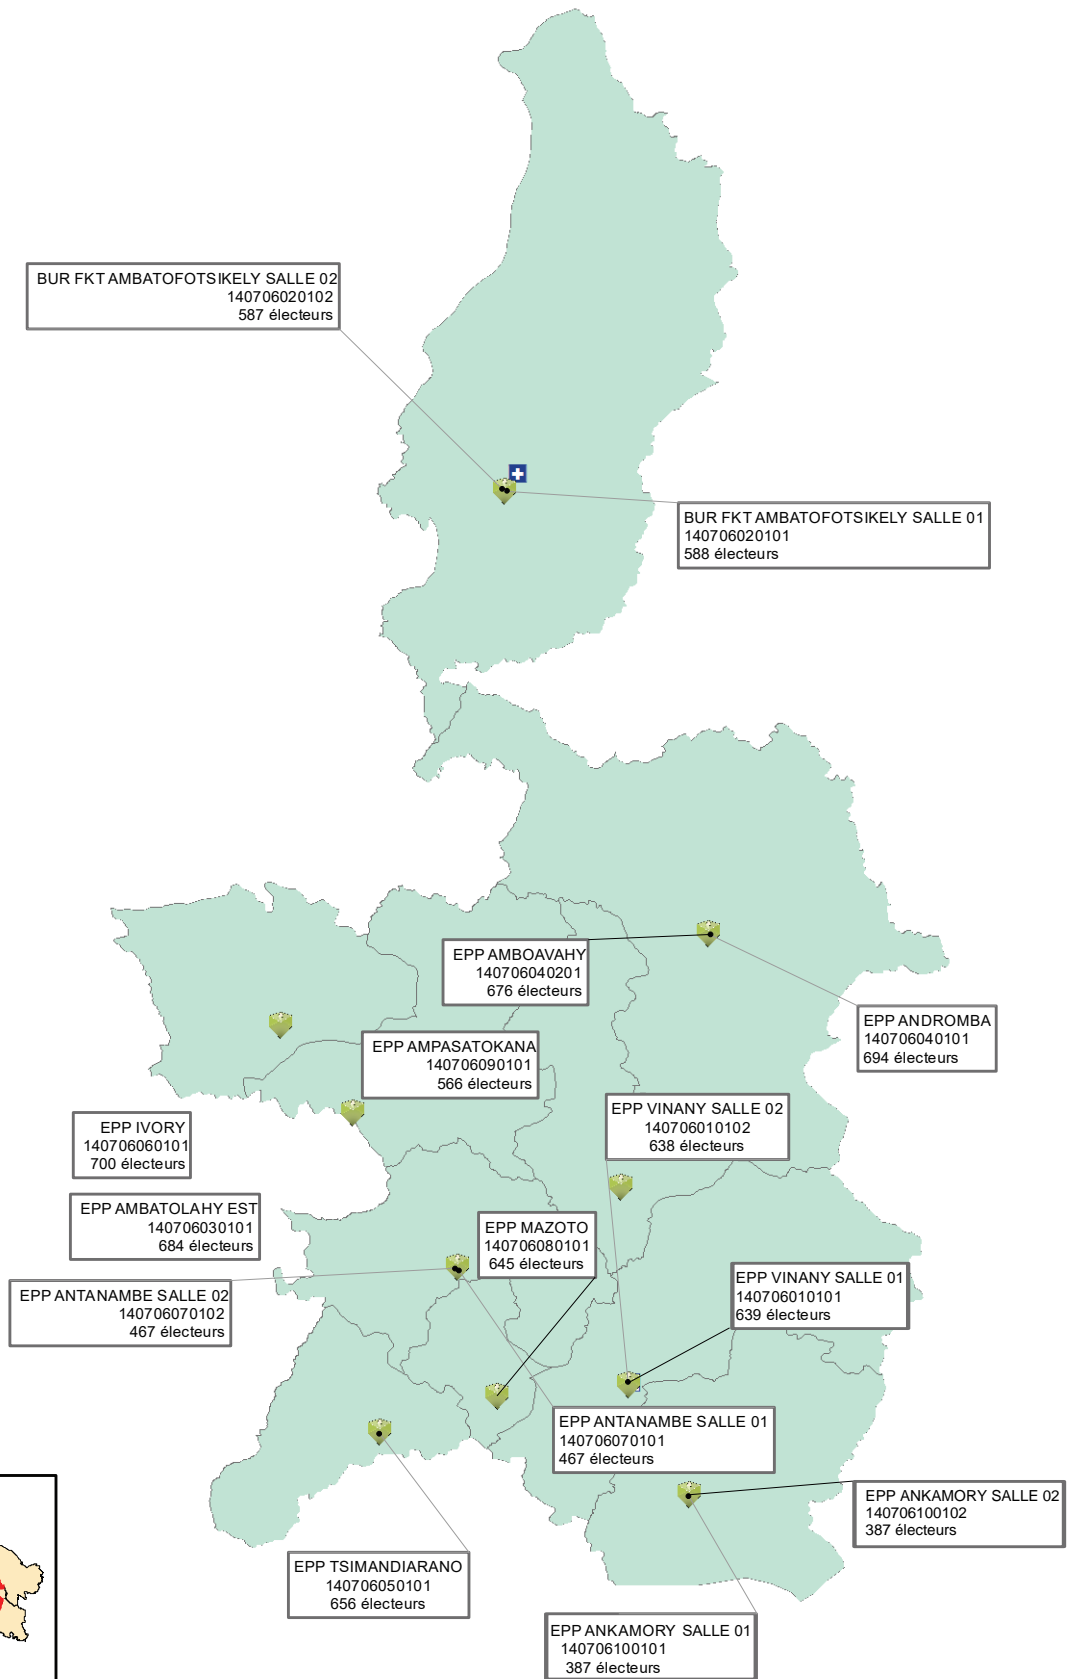 BUR FKT AMBATOFOTSIKELY SALLE 02
140706020102
587 électeurs
BUR FKT AMBATOFOTSIKELY SALLE 01
140706020101
588 électeurs
EPP AMBOAVAHY
140706040201
676 électeurs
EPP ANDROMBA
140706040101
694 électeurs
EPP AMPASATOKANA
140706090101
566 électeurs
EPP VINANY SALLE 02
140706010102
638 électeurs
EPP IVORY
140706060101
700 électeurs
EPP AMBATOLAHY EST
140706030101
684 électeurs
EPP MAZOTO
140706080101
645 électeurs
EPP ANTANAMBE SALLE 02
140706070102
467 électeurs
EPP VINANY SALLE 01
140706010101
639 électeurs
EPP ANTANAMBE SALLE 01
140706070101
467 électeurs
EPP ANKAMORY SALLE 02
140706100102
387 électeurs
EPP TSIMANDIARANO
140706050101
656 électeurs
EPP ANKAMORY SALLE 01
140706100101
387 électeurs